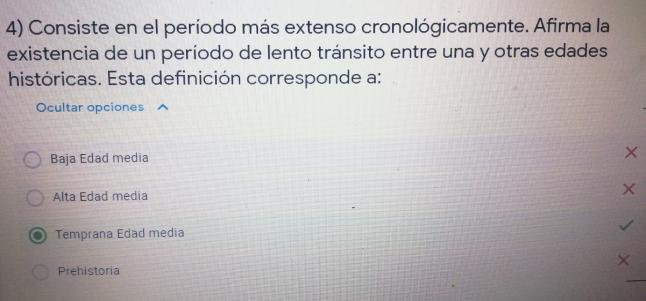 4) Consiste en el período más extenso cronológicamente. Afirma la
existencia de un período de lento tránsito entre una y otras edades
históricas. Esta definición corresponde a:
Ocultar opciones
Baja Edad media
Alta Edad media
Temprana Edad media
Prehistoria